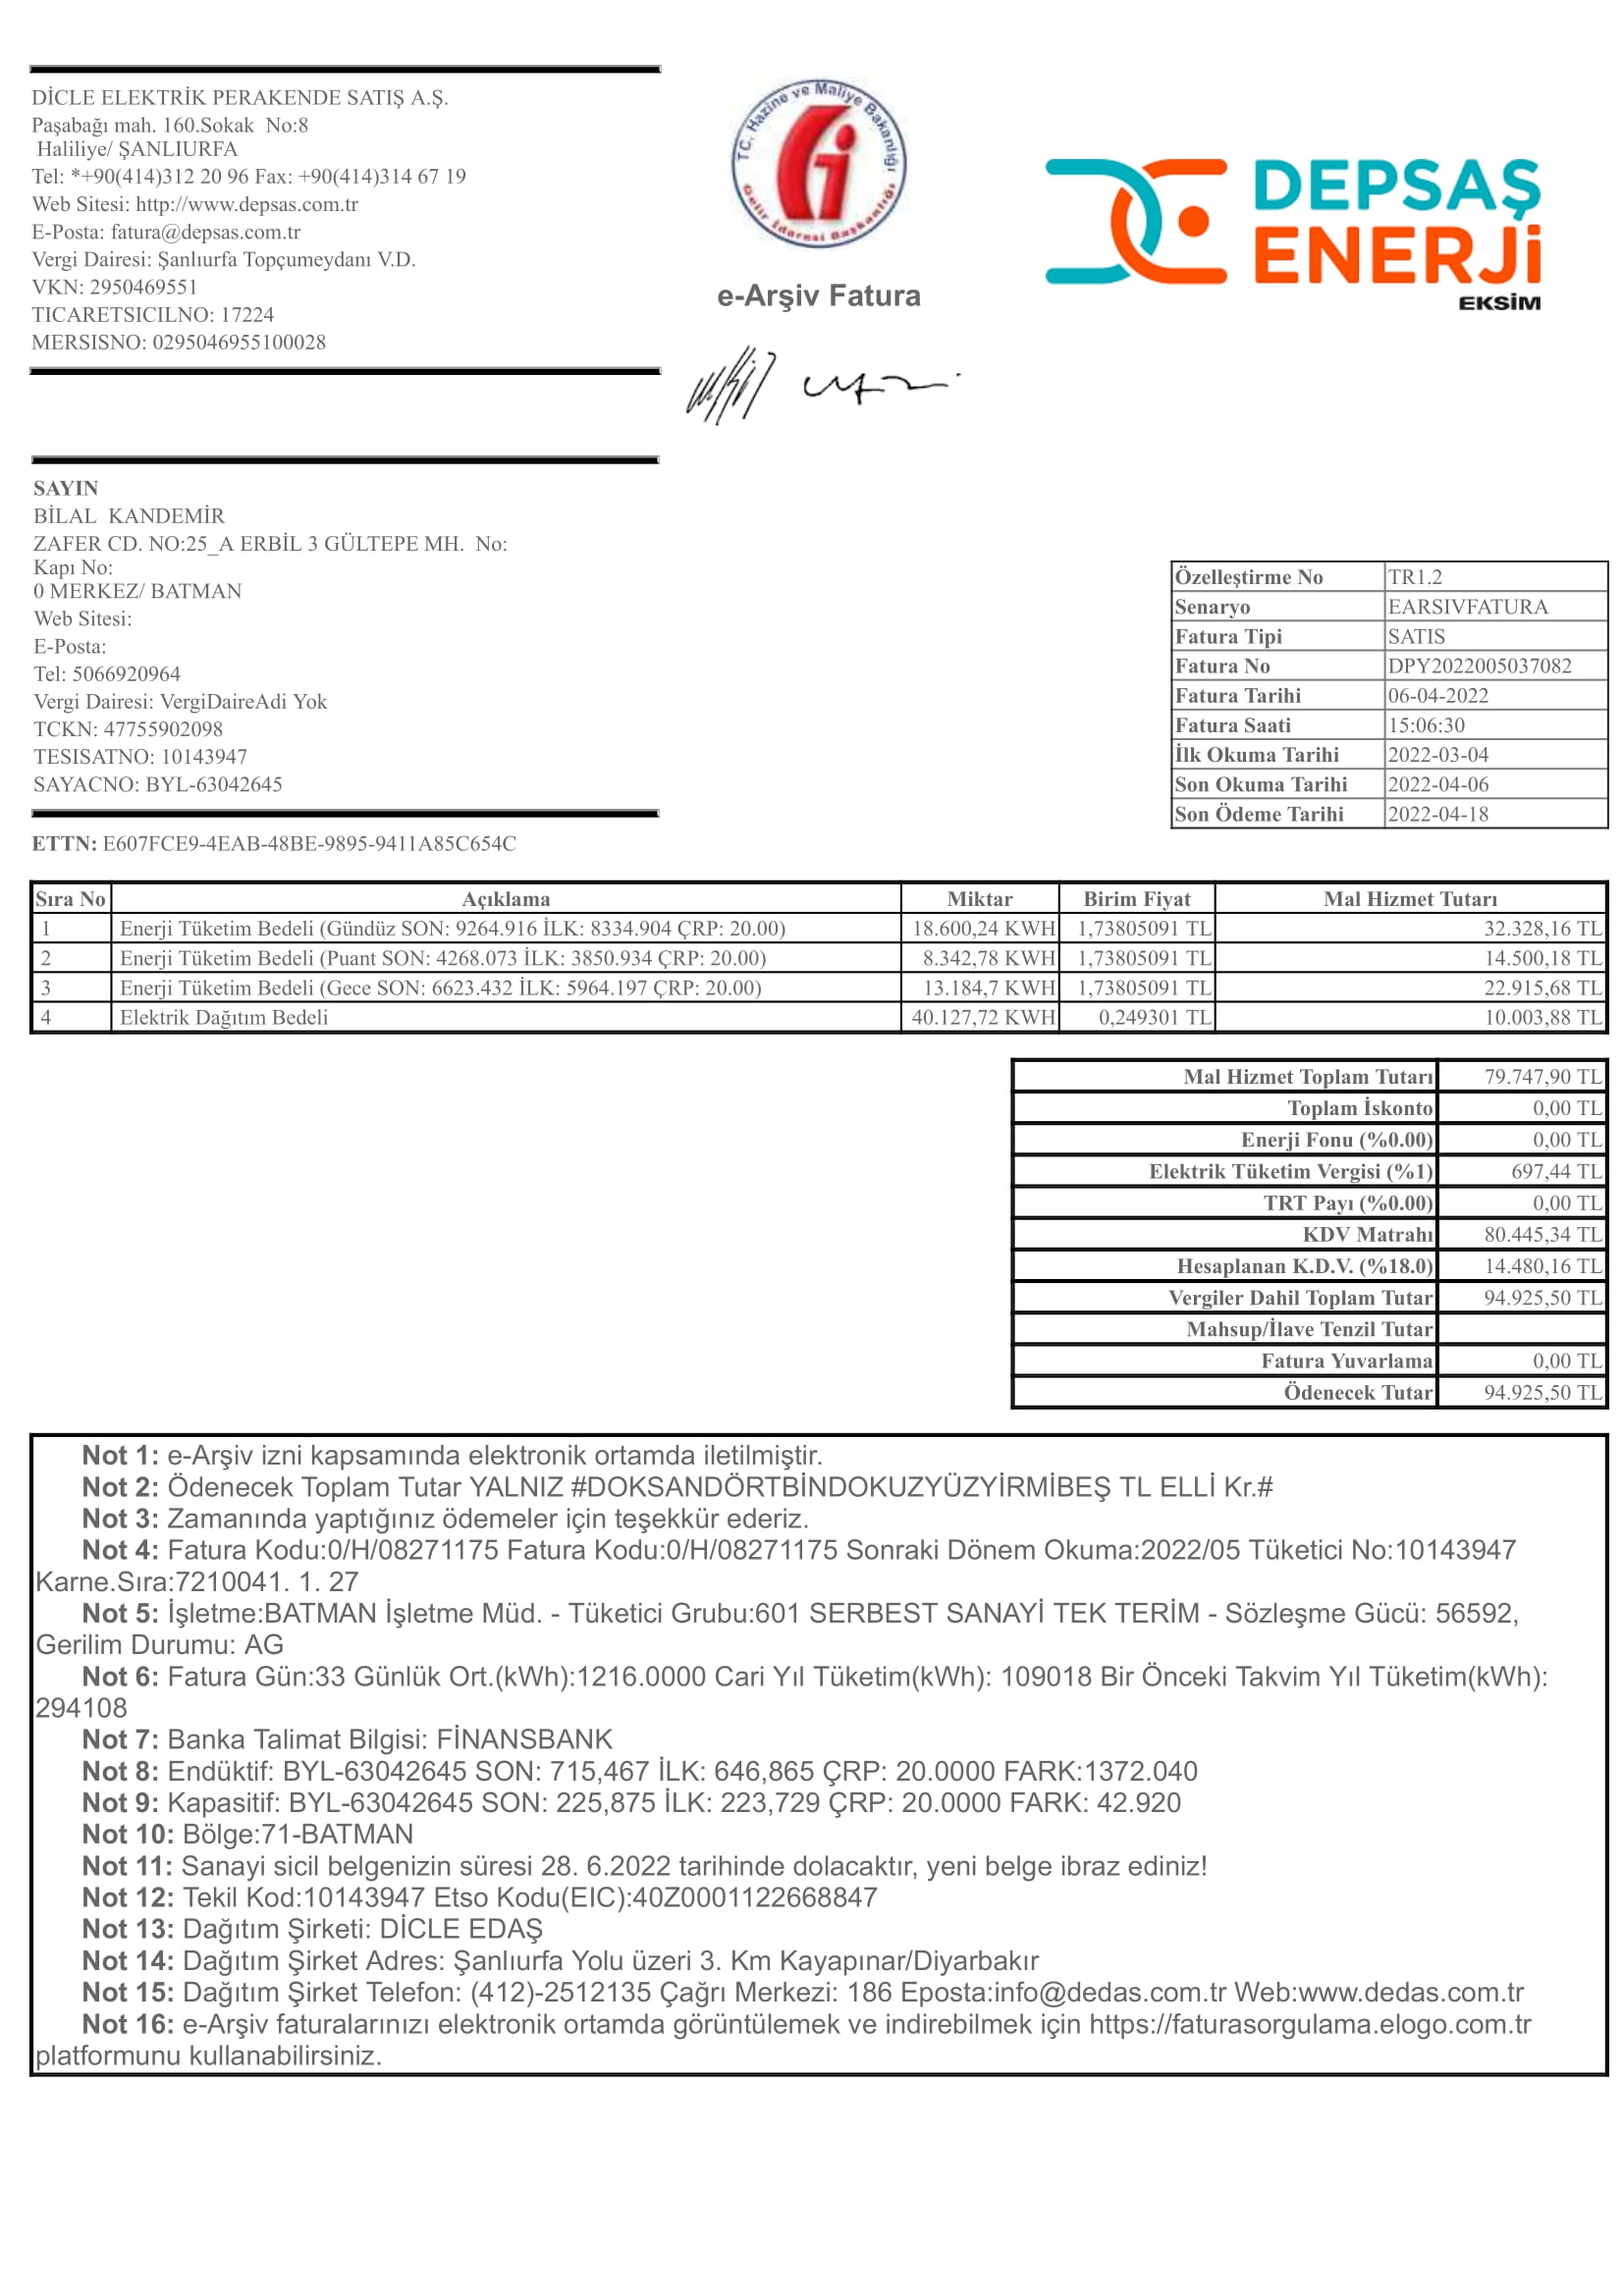 DİCLE ELEKTRİK PERAKENDE SATIŞ A.Ş.
Paşabağı mah. 160.Sokak  No:8
Haliliye/ ŞANLIURFA
Tel: *+90(414)312 20 96 Fax: +90(414)314 67 19
Web Sitesi: http://www.depsas.com.tr
E-Posta: fatura@depsas.com.tr
Vergi Dairesi: Şanlıurfa Topçumeydanı V.D.
VKN: 2950469551
TICARETSICILNO: 17224
MERSISNO: 0295046955100028
TC. Hazine ve Maliye Bakanlığı
Gelir İdaresi Başkanlığı
e-Arşiv Fatura
DEPSAŞ
ENERJİ
EKSİM
SAYIN
BİLAL  KANDEMİR
ZAFER CD. NO:25_A ERBİL 3 GÜLTEPE MH.  No:
Kapı No:
0 MERKEZ/ BATMAN
Web Sitesi:
E-Posta:
Tel: 5066920964
Vergi Dairesi: VergiDaireAdi Yok
TCKN: 47755902098
TESISATNO: 10143947
SAYACNO: BYL-63042645
Özelleştirme No TR1.2
Senaryo EARSIVFATURA
Fatura Tipi SATIS
Fatura No DPY2022005037082
Fatura Tarihi 06-04-2022
Fatura Saati 15:06:30
İlk Okuma Tarihi 2022-03-04
Son Okuma Tarihi 2022-04-06
Son Ödeme Tarihi 2022-04-18
ETTN: E607FCE9-4EAB-48BE-9895-9411A85C654C
Sıra No Açıklama Miktar Birim Fiyat Mal Hizmet Tutarı
1 Enerji Tüketim Bedeli (Gündüz SON: 9264.916 İLK: 8334.904 ÇRP: 20.00) 18.600,24 KWH 1,73805091 TL 32.328,16 TL
2 Enerji Tüketim Bedeli (Puant SON: 4268.073 İLK: 3850.934 ÇRP: 20.00) 8.342,78 KWH 1,73805091 TL 14.500,18 TL
3 Enerji Tüketim Bedeli (Gece SON: 6623.432 İLK: 5964.197 ÇRP: 20.00) 13.184,7 KWH 1,73805091 TL 22.915,68 TL
4 Elektrik Dağıtım Bedeli 40.127,72 KWH 0,249301 TL 10.003,88 TL
Mal Hizmet Toplam Tutarı 79.747,90 TL
Toplam İskonto 0,00 TL
Enerji Fonu (%0.00) 0,00 TL
Elektrik Tüketim Vergisi (%1) 697,44 TL
TRT Payı (%0.00) 0,00 TL
KDV Matrahı 80.445,34 TL
Hesaplanan K.D.V. (%18.0) 14.480,16 TL
Vergiler Dahil Toplam Tutar 94.925,50 TL
Mahsup/İlave Tenzil Tutar
Fatura Yuvarlama 0,00 TL
Ödenecek Tutar 94.925,50 TL
Not 1: e-Arşiv izni kapsamında elektronik ortamda iletilmiştir.
Not 2: Ödenecek Toplam Tutar YALNIZ #DOKSANDÖRTBİNDOKUZYÜZYİRMİBEŞ TL ELLİ Kr.#
Not 3: Zamanında yaptığınız ödemeler için teşekkür ederiz.
Not 4: Fatura Kodu:0/H/08271175 Fatura Kodu:0/H/08271175 Sonraki Dönem Okuma:2022/05 Tüketici No:10143947
Karne.Sıra:7210041. 1. 27
Not 5: İşletme:BATMAN İşletme Müd. - Tüketici Grubu:601 SERBEST SANAYİ TEK TERİM - Sözleşme Gücü: 56592,
Gerilim Durumu: AG
Not 6: Fatura Gün:33 Günlük Ort.(kWh):1216.0000 Cari Yıl Tüketim(kWh): 109018 Bir Önceki Takvim Yıl Tüketim(kWh):
294108
Not 7: Banka Talimat Bilgisi: FİNANSBANK
Not 8: Endüktif: BYL-63042645 SON: 715,467 İLK: 646,865 ÇRP: 20.0000 FARK:1372.040
Not 9: Kapasitif: BYL-63042645 SON: 225,875 İLK: 223,729 ÇRP: 20.0000 FARK: 42.920
Not 10: Bölge:71-BATMAN
Not 11: Sanayi sicil belgenizin süresi 28. 6.2022 tarihinde dolacaktır, yeni belge ibraz ediniz!
Not 12: Tekil Kod:10143947 Etso Kodu(EIC):40Z0001122668847
Not 13: Dağıtım Şirketi: DİCLE EDAŞ
Not 14: Dağıtım Şirket Adres: Şanlıurfa Yolu üzeri 3. Km Kayapınar/Diyarbakır
Not 15: Dağıtım Şirket Telefon: (412)-2512135 Çağrı Merkezi: 186 Eposta:info@dedas.com.tr Web:www.dedas.com.tr
Not 16: e-Arşiv faturalarınızı elektronik ortamda görüntülemek ve indirebilmek için https://faturasorgulama.elogo.com.tr
platformunu kullanabilirsiniz.